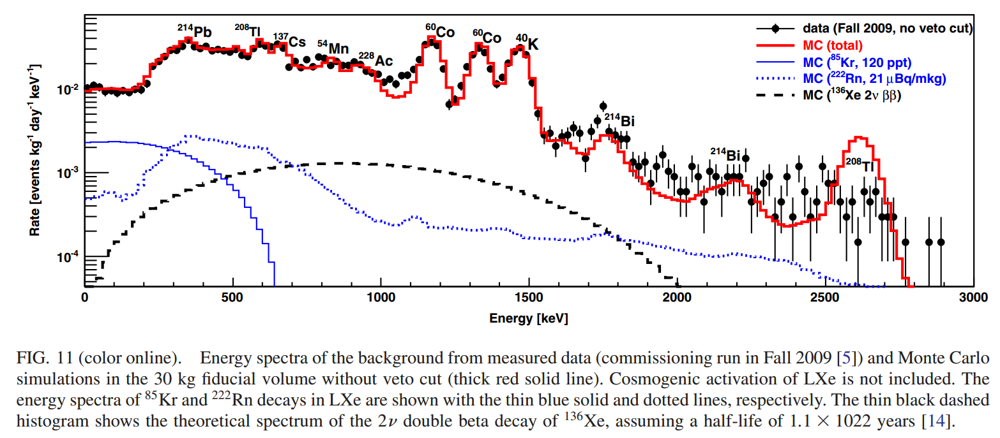 ²¹⁴Pb
²⁰⁸Tl
¹³⁷Cs
⁵⁴Mn
²²⁸Ac
⁶⁰Co
⁶⁰Co
⁴⁰K
²¹⁴Bi
²¹⁴Bi
²⁰⁸Tl
data (Fall 2009, no veto cut)
MC (total)
MC (⁸⁵Kr, 120 ppt)
MC (²²²Rn, 21 μBq/mkg)
MC (¹³⁶Xe 2ν ββ)
Rate [events kg⁻¹ day⁻¹ keV⁻¹]
10⁻²
10⁻³
10⁻⁴
0 500 1000 1500 2000 2500 3000
Energy [keV]
FIG. 11 (color online). Energy spectra of the background from measured data (commissioning run in Fall 2009 [5]) and Monte Carlo
simulations in the 30 kg fiducial volume without veto cut (thick red solid line). Cosmogenic activation of LXe is not included. The
energy spectra of ⁸⁵Kr and ²²²Rn decays in LXe are shown with the thin blue solid and dotted lines, respectively. The thin black dashed
histogram shows the theoretical spectrum of the 2ν double beta decay of ¹³⁶Xe, assuming a half-life of 1.1 × 1022 years [14].